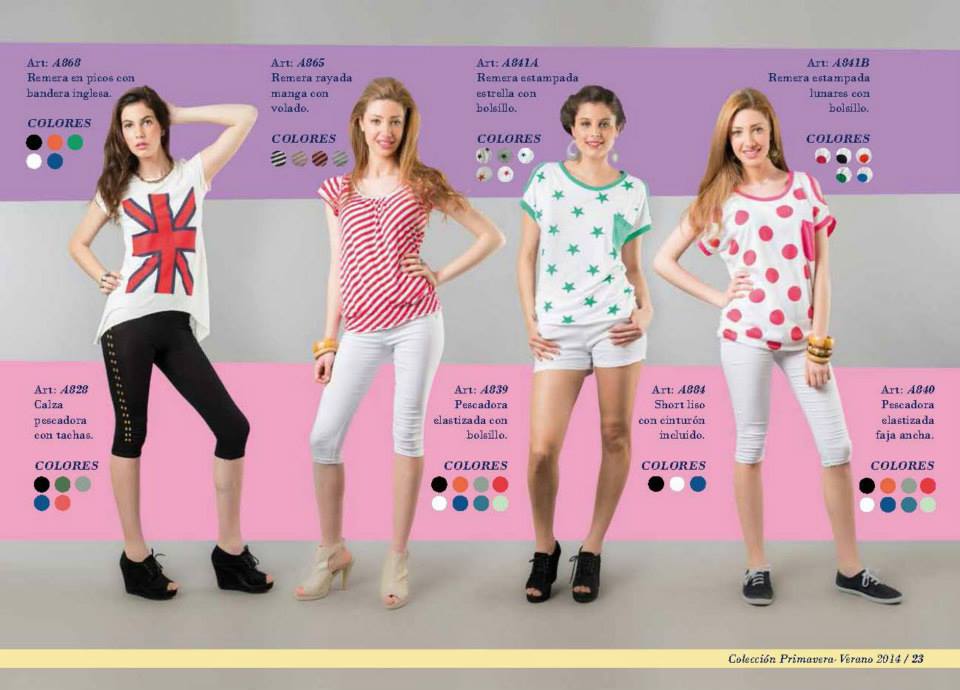 Art: A868
Remera en picos con
bandera inglesa.
COLORES
Art: A865
Remera rayada
manga con
volado.
COLORES
Art: A841A
Remera estampada
estrella con
bolsillo.
COLORES
Art: A841B
Remera estampada
lunares con
bolsillo.
COLORES
Art: A828
Calza
pescadora
con tachas.
COLORES
Art: A839
Pescadora
elastizada con
bolsillo.
COLORES
Art: A884
Short liso
con cinturón
incluido.
COLORES
Art: A840
Pescadora
elastizada
faja ancha.
COLORES
Colección Primavera-Verano 2014 / 23